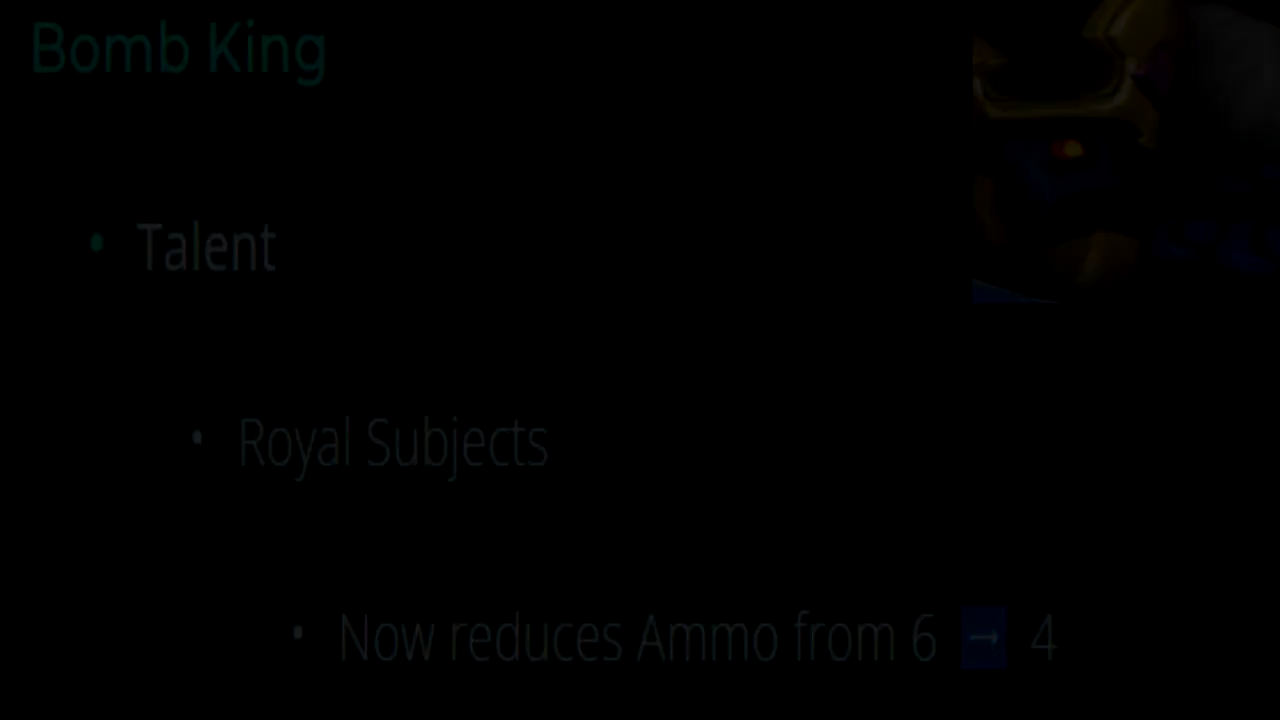 Bomb King
• Talent
• Royal Subjects
• Now reduces Ammo from 6 → 4